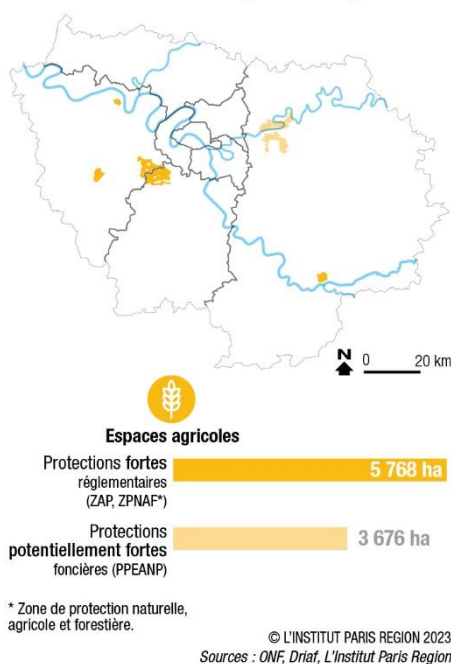 N 0 20 km
Espaces agricoles
Protections fortes
réglementaires
(ZAP, ZPNAF*)
5 768 ha
Protections
potentiellement fortes
foncières (PPEANP)
3 676 ha
* Zone de protection naturelle,
agricole et forestière.
© L'INSTITUT PARIS REGION 2023
Sources : ONF, Driaf, L'Institut Paris Region